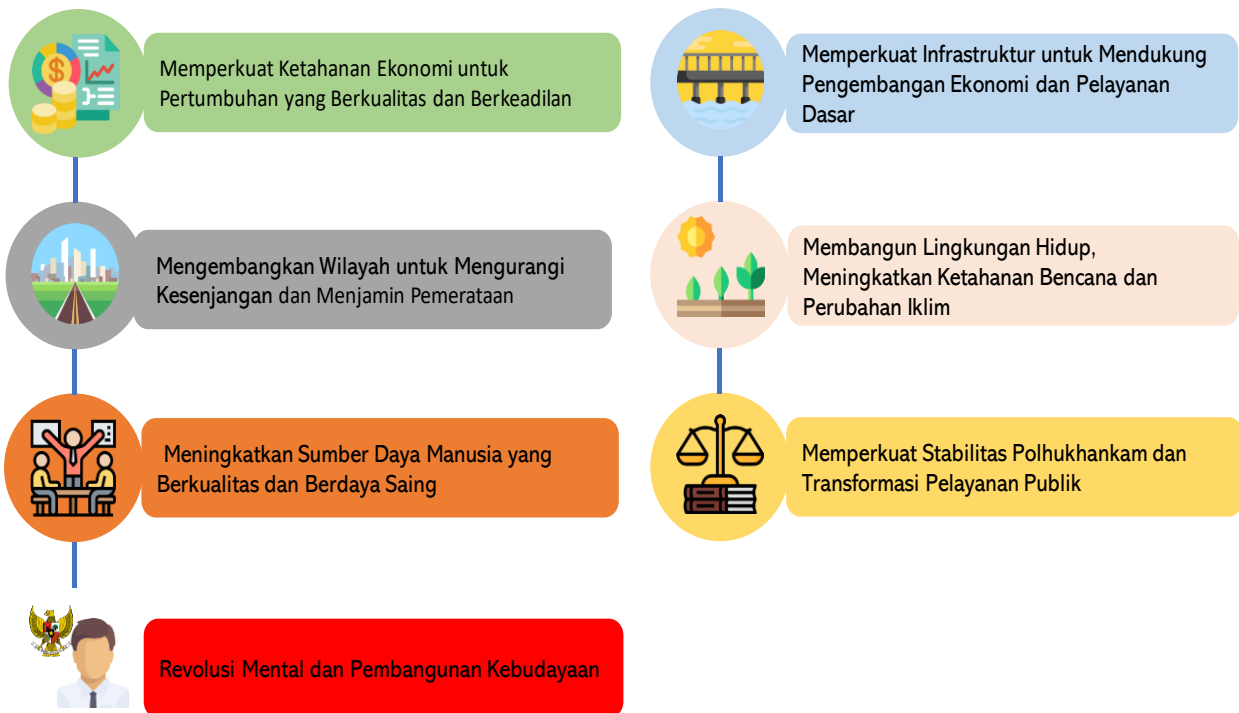 Memperkuat Ketahanan Ekonomi untuk
Pertumbuhan yang Berkualitas dan Berkeadilan
Mengembangkan Wilayah untuk Mengurangi
Kesenjangan dan Menjamin Pemerataan
Meningkatkan Sumber Daya Manusia yang
Berkualitas dan Berdaya Saing
Revolusi Mental dan Pembangunan Kebudayaan
Memperkuat Infrastruktur untuk Mendukung
Pengembangan Ekonomi dan Pelayanan
Dasar
Membangun Lingkungan Hidup,
Meningkatkan Ketahanan Bencana dan
Perubahan Iklim
Memperkuat Stabilitas Polhukhankam dan
Transformasi Pelayanan Publik